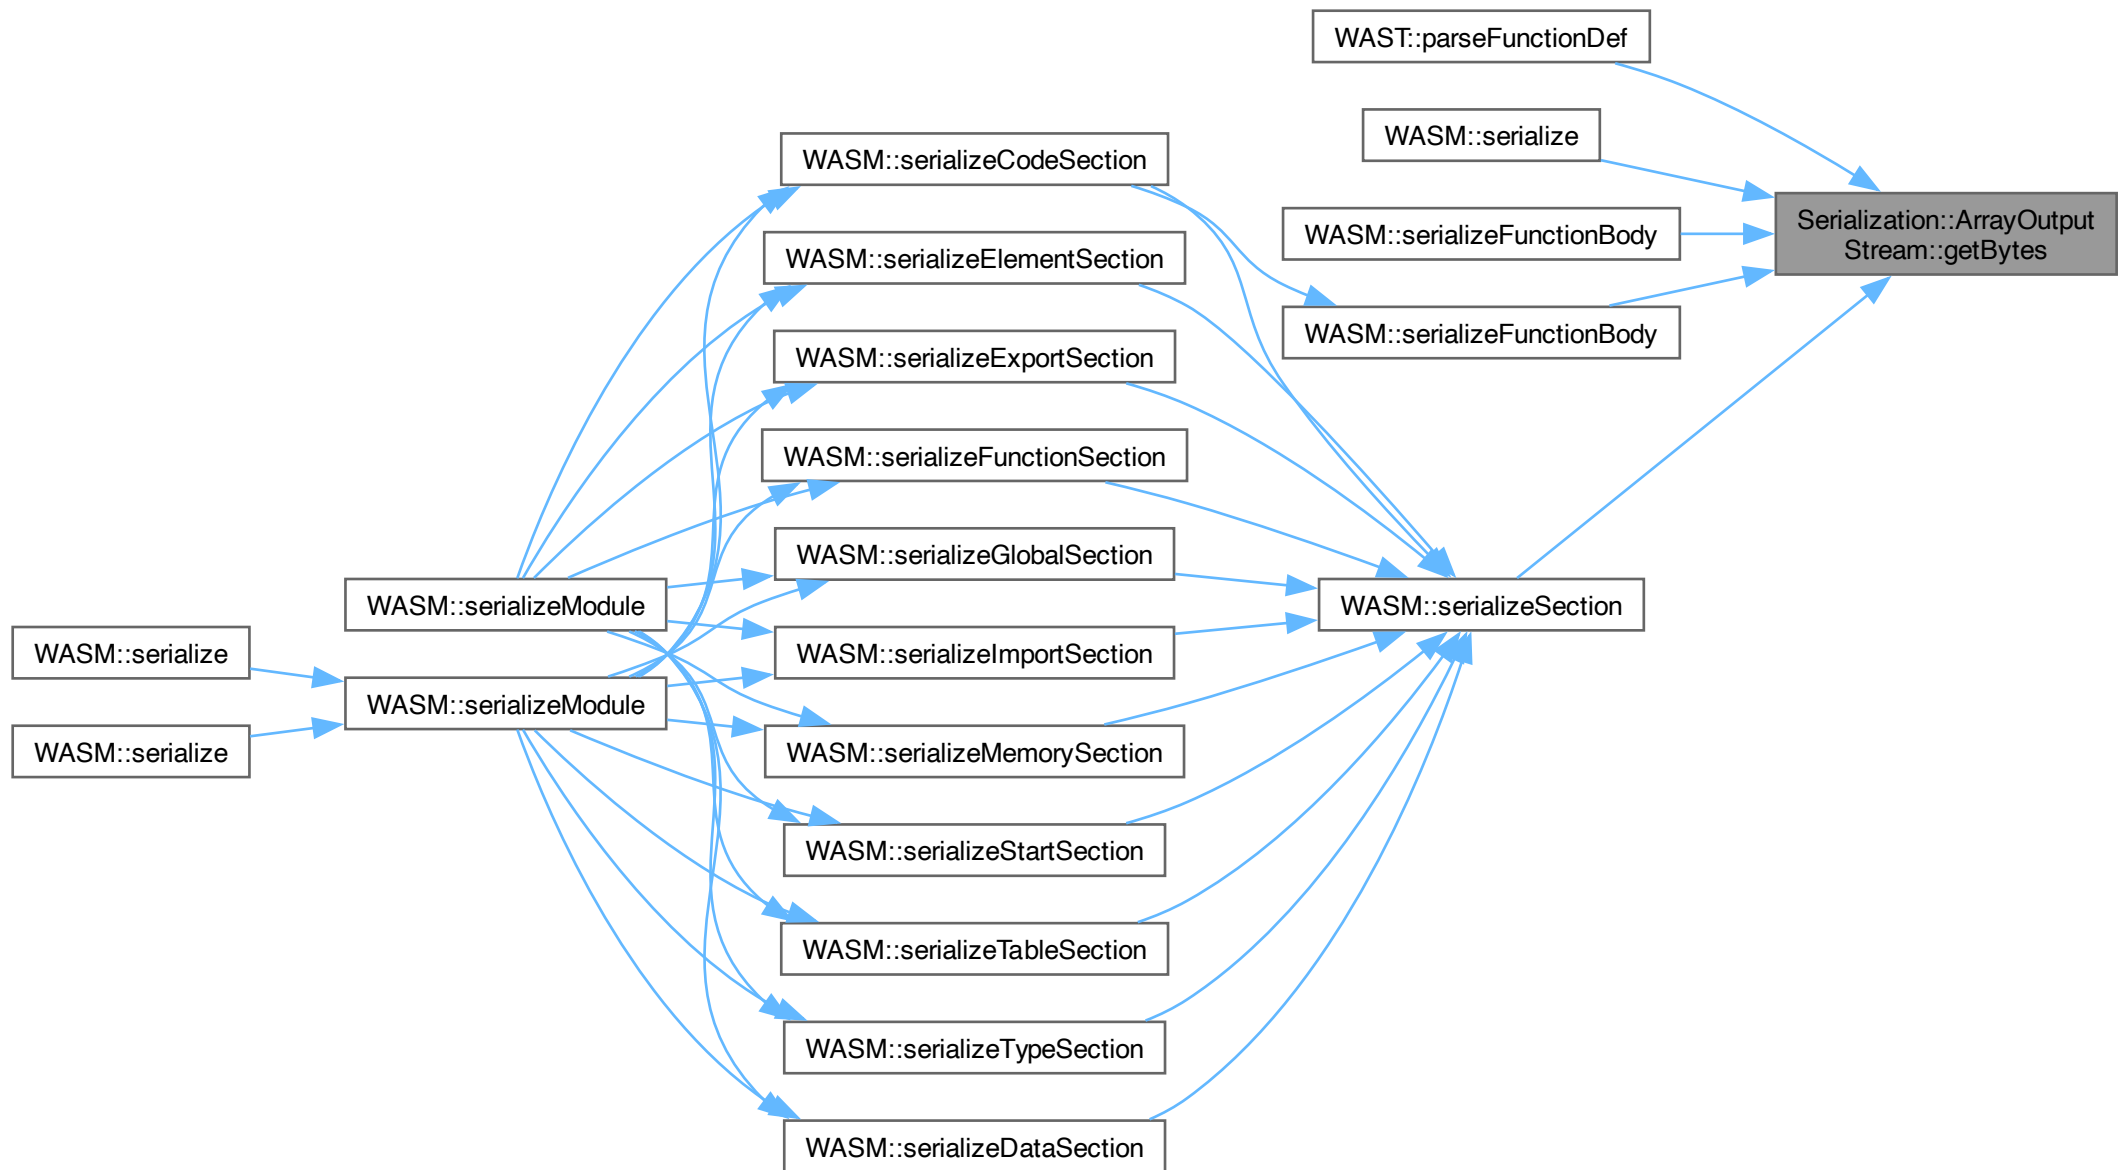 WAST::parseFunctionDef
WASM::serialize
WASM::serializeCodeSection
Serialization::ArrayOutput
Stream::getBytes
WASM::serializeFunctionBody
WASM::serializeElementSection
WASM::serializeFunctionBody
WASM::serializeExportSection
WASM::serializeFunctionSection
WASM::serializeGlobalSection
WASM::serializeModule
WASM::serializeSection
WASM::serialize
WASM::serializeImportSection
WASM::serializeModule
WASM::serialize
WASM::serializeMemorySection
WASM::serializeStartSection
WASM::serializeTableSection
WASM::serializeTypeSection
WASM::serializeDataSection